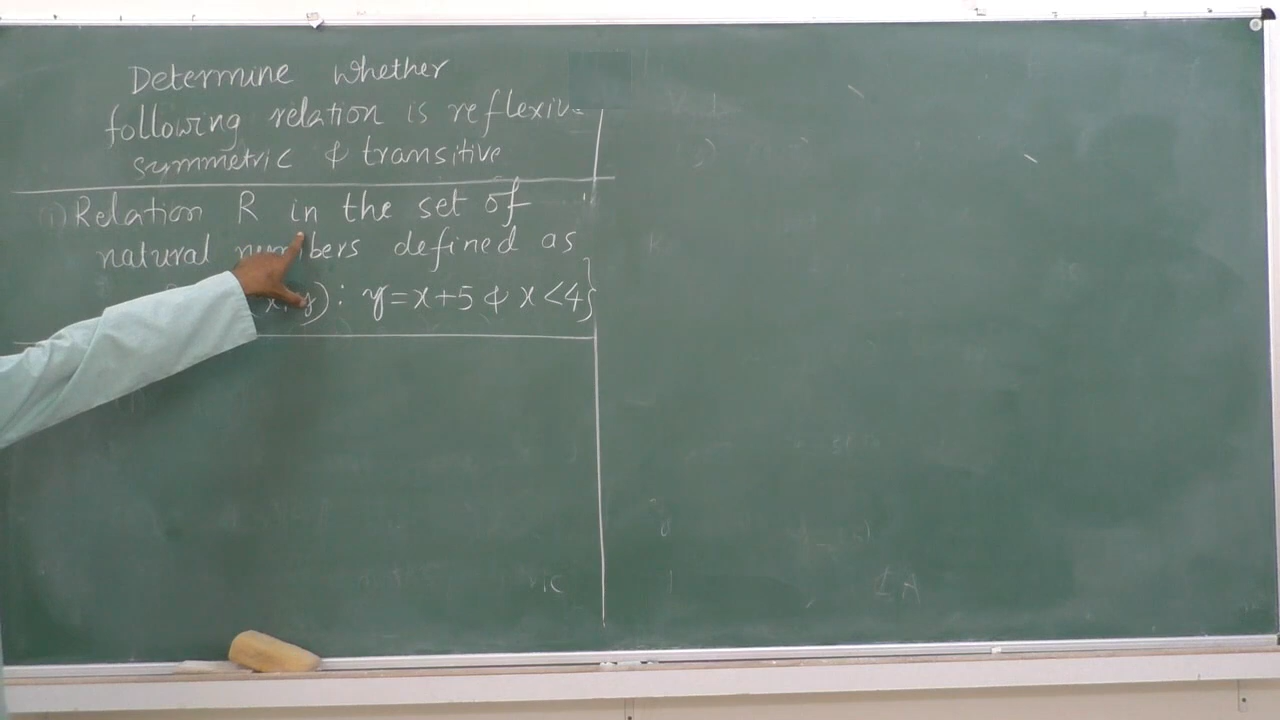 Determine whether
following relation is reflexive
symmetric & transitive
i) Relation R in the set of
natural numbers defined as
x, y): y = x + 5 & x < 4}